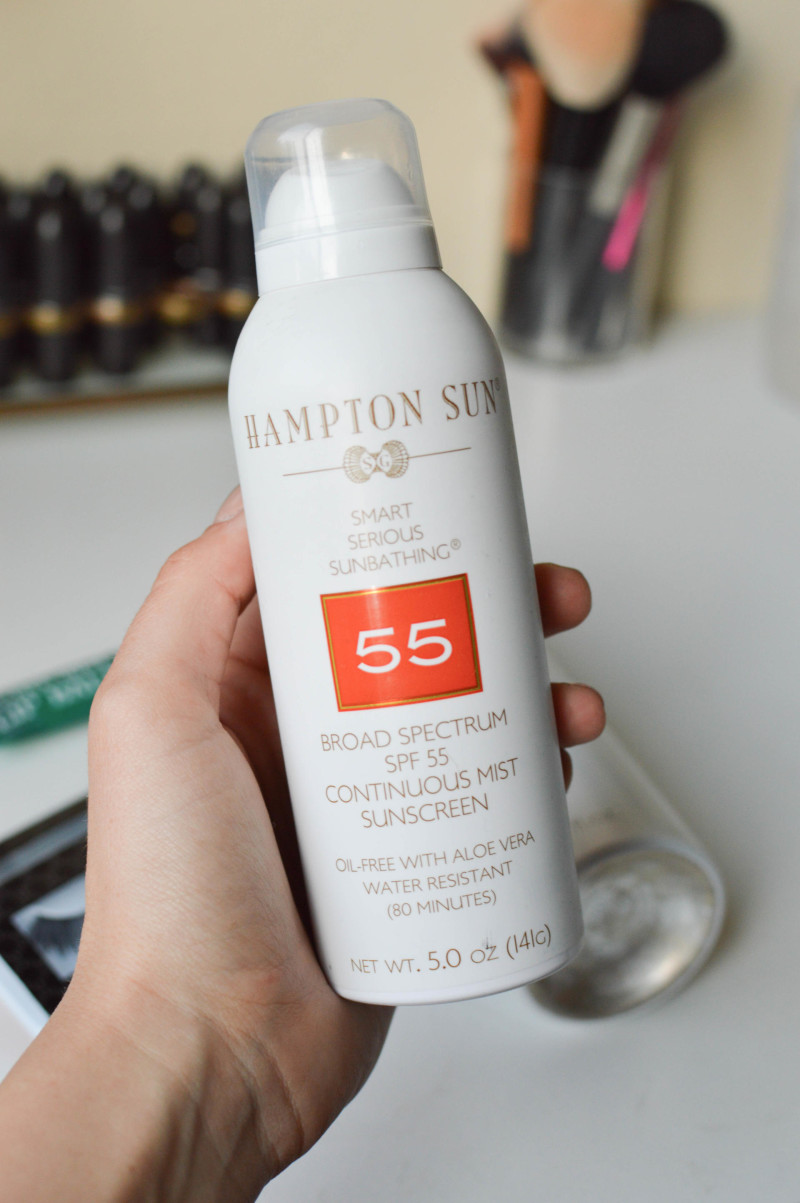 HAMPTON SUN®
S G
SMART
SERIOUS
SUNBATHING®
55
BROAD SPECTRUM
SPF 55
CONTINUOUS MIST
SUNSCREEN
OIL-FREE WITH ALOE VERA
WATER RESISTANT
(80 MINUTES)
NET WT. 5.0 OZ (141G)